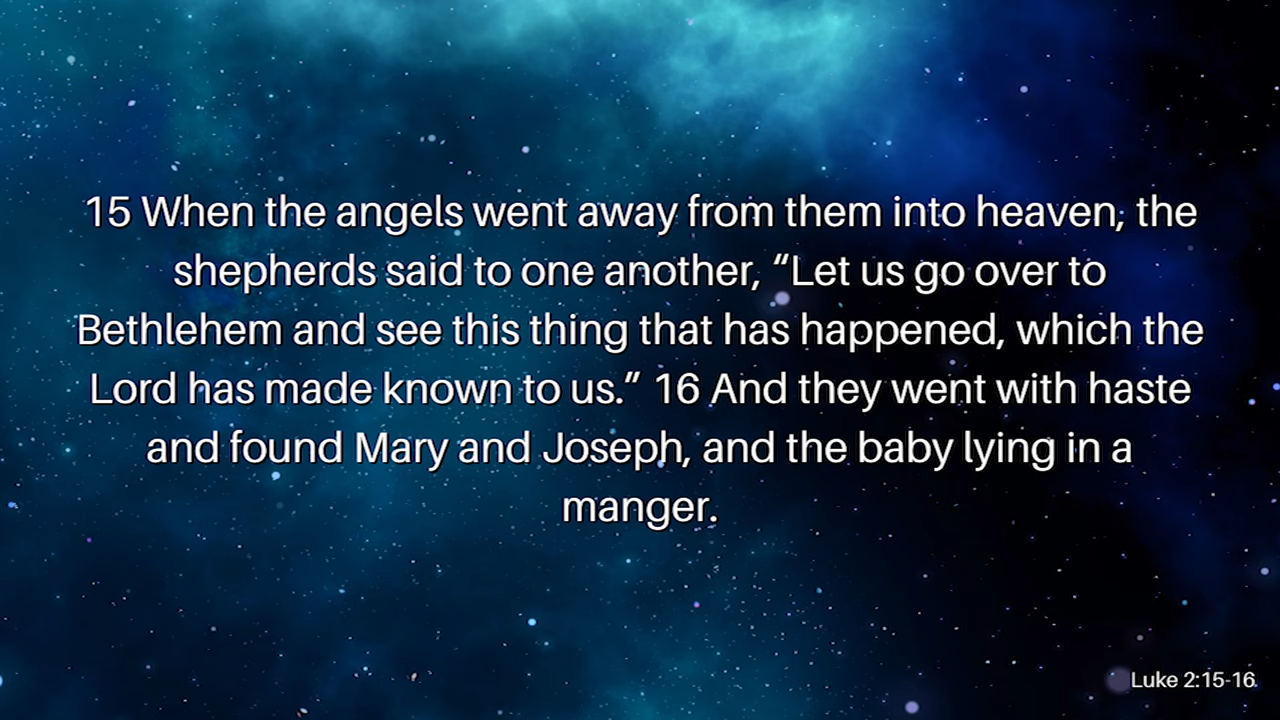 15 When the angels went away from them into heaven, the
shepherds said to one another, “Let us go over to
Bethlehem and see this thing that has happened, which the
Lord has made known to us.” 16 And they went with haste
and found Mary and Joseph, and the baby lying in a
manger.
Luke 2:15-16